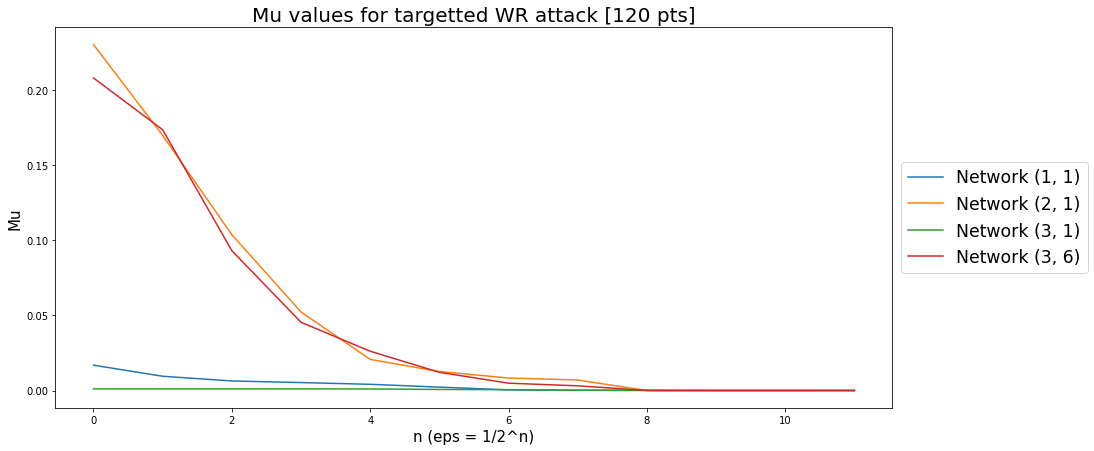 Mu values for targetted WR attack [120 pts]
0.20
0.15
0.10
0.05
0.00
Mu
0 2 4 6 8 10
n (eps = 1/2^n)
Network (1, 1)
Network (2, 1)
Network (3, 1)
Network (3, 6)